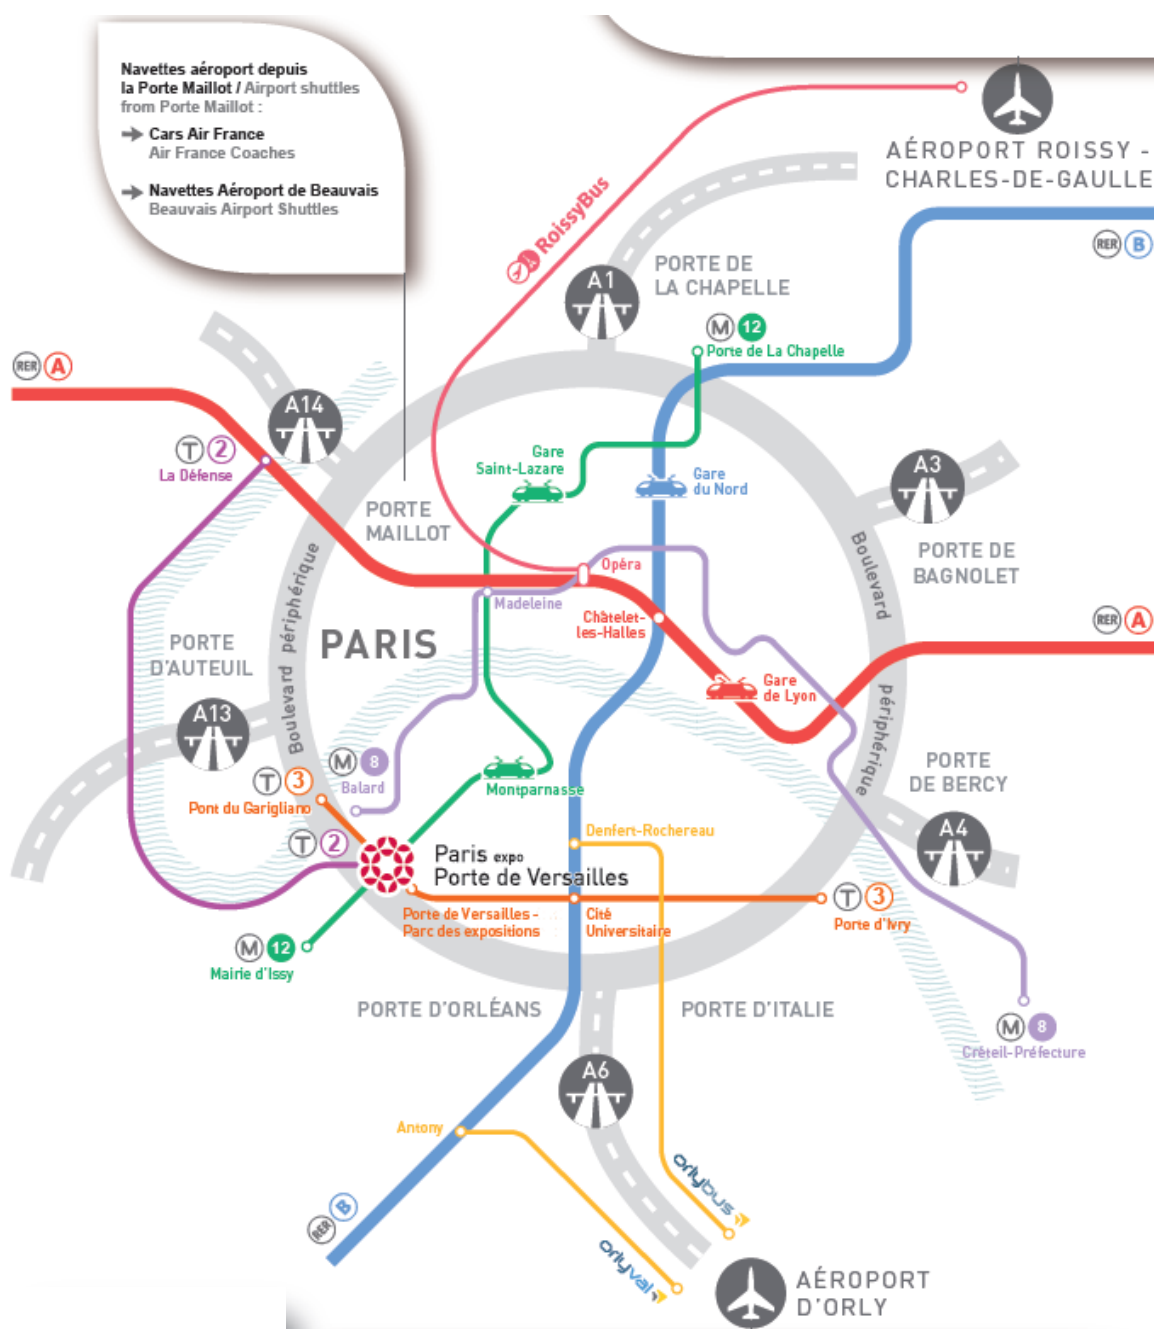 Navettes aéroport depuis
la Porte Maillot / Airport shuttles
from Porte Maillot :
Cars Air France
Air France Coaches
Navettes Aéroport de Beauvais
Beauvais Airport Shuttles
AÉROPORT ROISSY -
CHARLES-DE-GAULLE
RoissyBus
RER B
A1
PORTE DE
LA CHAPELLE
M 12
Porte de La Chapelle
RER A
A14
T 2
La Défense
Gare
Saint-Lazare
Gare
du Nord
A3
PORTE
MAILLOT
PORTE DE
BAGNOLET
Boulevard périphérique
Boulevard
périphérique
Opéra
Madeleine
Châtelet-
les-Halles
RER A
PARIS
PORTE
D'AUTEUIL
Gare
de Lyon
A13
M 8
Balard
T 3
Pont du Garigliano
Montparnasse
PORTE
DE BERCY
A4
T 2
Denfert-Rochereau
Paris expo
Porte de Versailles
Porte de Versailles -
Parc des expositions
Cité
Universitaire
T 3
Porte d'Ivry
M 12
Mairie d'Issy
PORTE D'ORLÉANS
PORTE D'ITALIE
M 8
Créteil-Préfecture
A6
Antony
orlybus
RER B
orlyval
AÉROPORT
D'ORLY